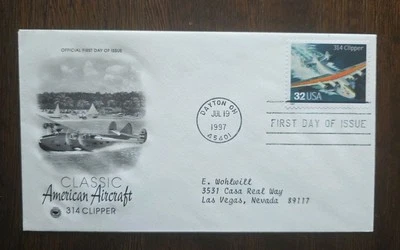 OFFICIAL FIRST DAY OF ISSUE
314 Clipper
32 USA
DAYTON OH
JUL 19
1997
45401
FIRST DAY OF ISSUE
CLASSIC
American Aircraft
314 CLIPPER
E. Wohlwill
3531 Casa Real Way
Las Vegas, Nevada 89117